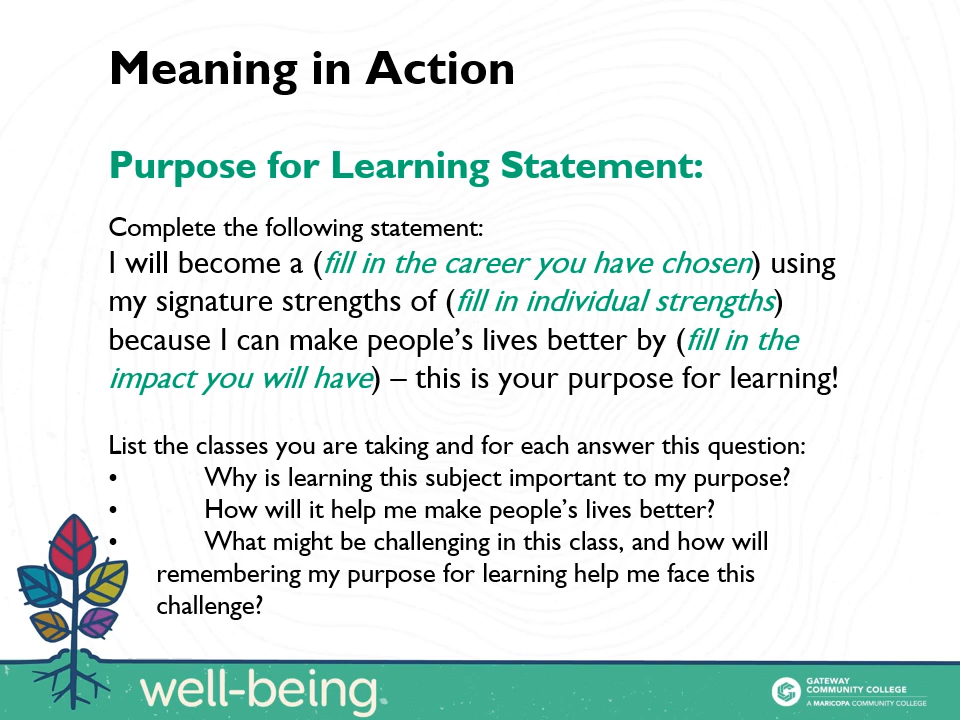 Meaning in Action
Purpose for Learning Statement:
Complete the following statement:
I will become a (fill in the career you have chosen) using
my signature strengths of (fill in individual strengths)
because I can make people’s lives better by (fill in the
impact you will have) – this is your purpose for learning!
List the classes you are taking and for each answer this question:
• Why is learning this subject important to my purpose?
• How will it help me make people’s lives better?
• What might be challenging in this class, and how will
remembering my purpose for learning help me face this
challenge?
well-being
GATEWAY
COMMUNITY COLLEGE
A MARICOPA COMMUNITY COLLEGE